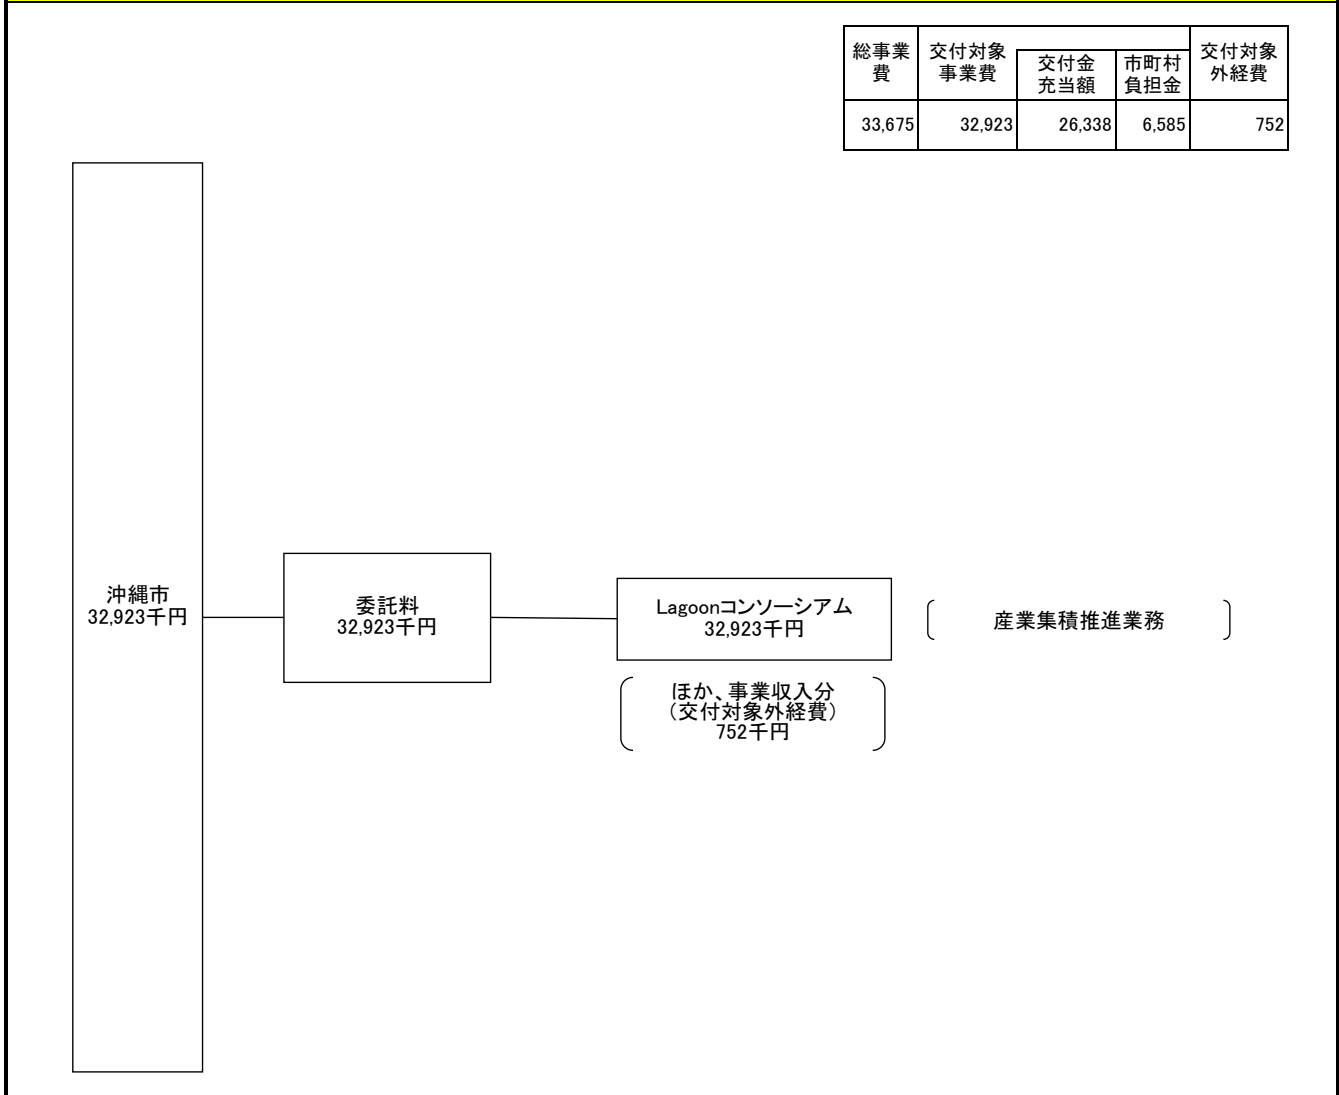 総事業
費
交付対象
事業費
交付金
充当額
市町村
負担金
交付対象
外経費
33,675
32,923
26,338
6,585
752
沖縄市
32,923千円
委託料
32,923千円
Lagoonコンソーシアム
32,923千円
産業集積推進業務
ほか、事業収入分
（交付対象外経費）
752千円